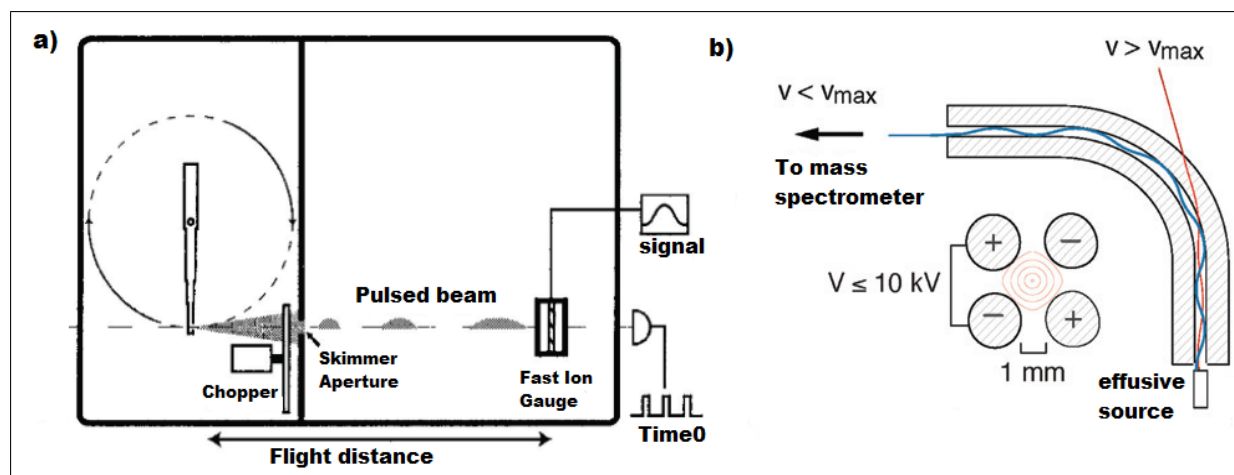 a)
signal
Pulsed beam
Skimmer
Aperture
Chopper
Fast Ion
Gauge
Time0
Flight distance
b)
v > vmax
v < vmax
To mass
spectrometer
+ −
V ≤ 10 kV
− +
1 mm
effusive
source